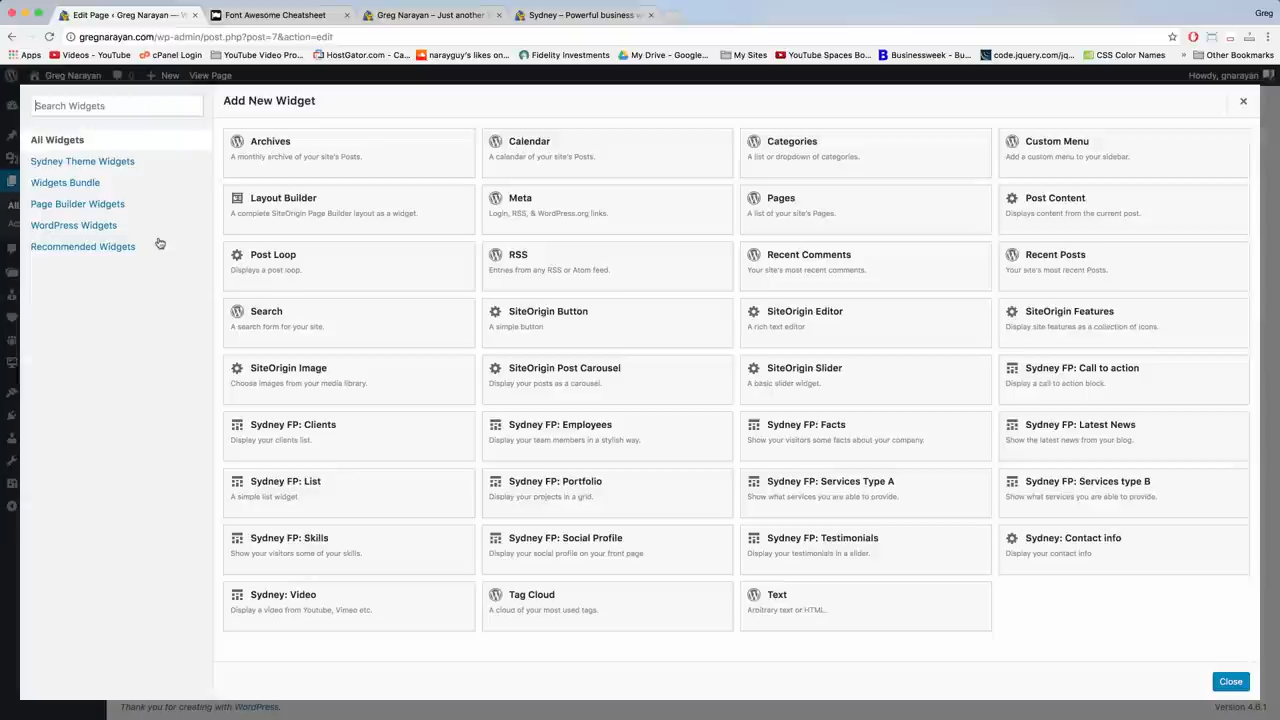 Edit Page ‹ Greg Narayan — W
Font Awesome Cheatsheet
Greg Narayan – Just another W
Sydney – Powerful business w
Greg
gregnarayan.com/wp-admin/post.php?post=7&action=edit
Apps
Videos - YouTube
cPanel Login
YouTube Video Pro...
HostGator.com - Ca...
narayguy's likes on...
Fidelity Investments
My Drive - Google...
My Sites
YouTube Spaces Bo...
Businessweek - Bu...
code.jquery.com/jq...
CSS Color Names
»
Other Bookmarks
Greg Narayan
0
New
View Page
Howdy, gnarayan
Search Widgets
All Widgets
Sydney Theme Widgets
Widgets Bundle
Page Builder Widgets
WordPress Widgets
Recommended Widgets
Add New Widget
Archives
A monthly archive of your site's Posts.
Calendar
A calendar of your site's Posts.
Categories
A list or dropdown of categories.
Custom Menu
Add a custom menu to your sidebar.
Layout Builder
A complete SiteOrigin Page Builder layout as a widget.
Meta
Login, RSS, & WordPress.org links.
Pages
A list of your site's Pages.
Post Content
Displays content from the current post.
Post Loop
Displays a post loop.
RSS
Entries from any RSS or Atom feed.
Recent Comments
Your site's most recent comments.
Recent Posts
Your site's most recent Posts.
Search
A search form for your site.
SiteOrigin Button
A simple button
SiteOrigin Editor
A rich text editor
SiteOrigin Features
Display site features as a collection of icons.
SiteOrigin Image
Choose images from your media library.
SiteOrigin Post Carousel
Display your posts as a carousel.
SiteOrigin Slider
A basic slider widget.
Sydney FP: Call to action
Display a call to action block.
Sydney FP: Clients
Display your clients list.
Sydney FP: Employees
Display your team members in a stylish way.
Sydney FP: Facts
Show your visitors some facts about your company.
Sydney FP: Latest News
Show the latest news from your blog.
Sydney FP: List
A simple list widget
Sydney FP: Portfolio
Display your projects in a grid.
Sydney FP: Services Type A
Show what services you are able to provide.
Sydney FP: Services type B
Show what services you are able to provide.
Sydney FP: Skills
Show your visitors some of your skills.
Sydney FP: Social Profile
Display your social profile on your front page
Sydney FP: Testimonials
Display your testimonials in a slider.
Sydney: Contact info
Display your contact info
Sydney: Video
Display a video from Youtube, Vimeo etc.
Tag Cloud
A cloud of your most used tags.
Text
Arbitrary text or HTML.
Close
Thank you for creating with WordPress.
Version 4.6.1